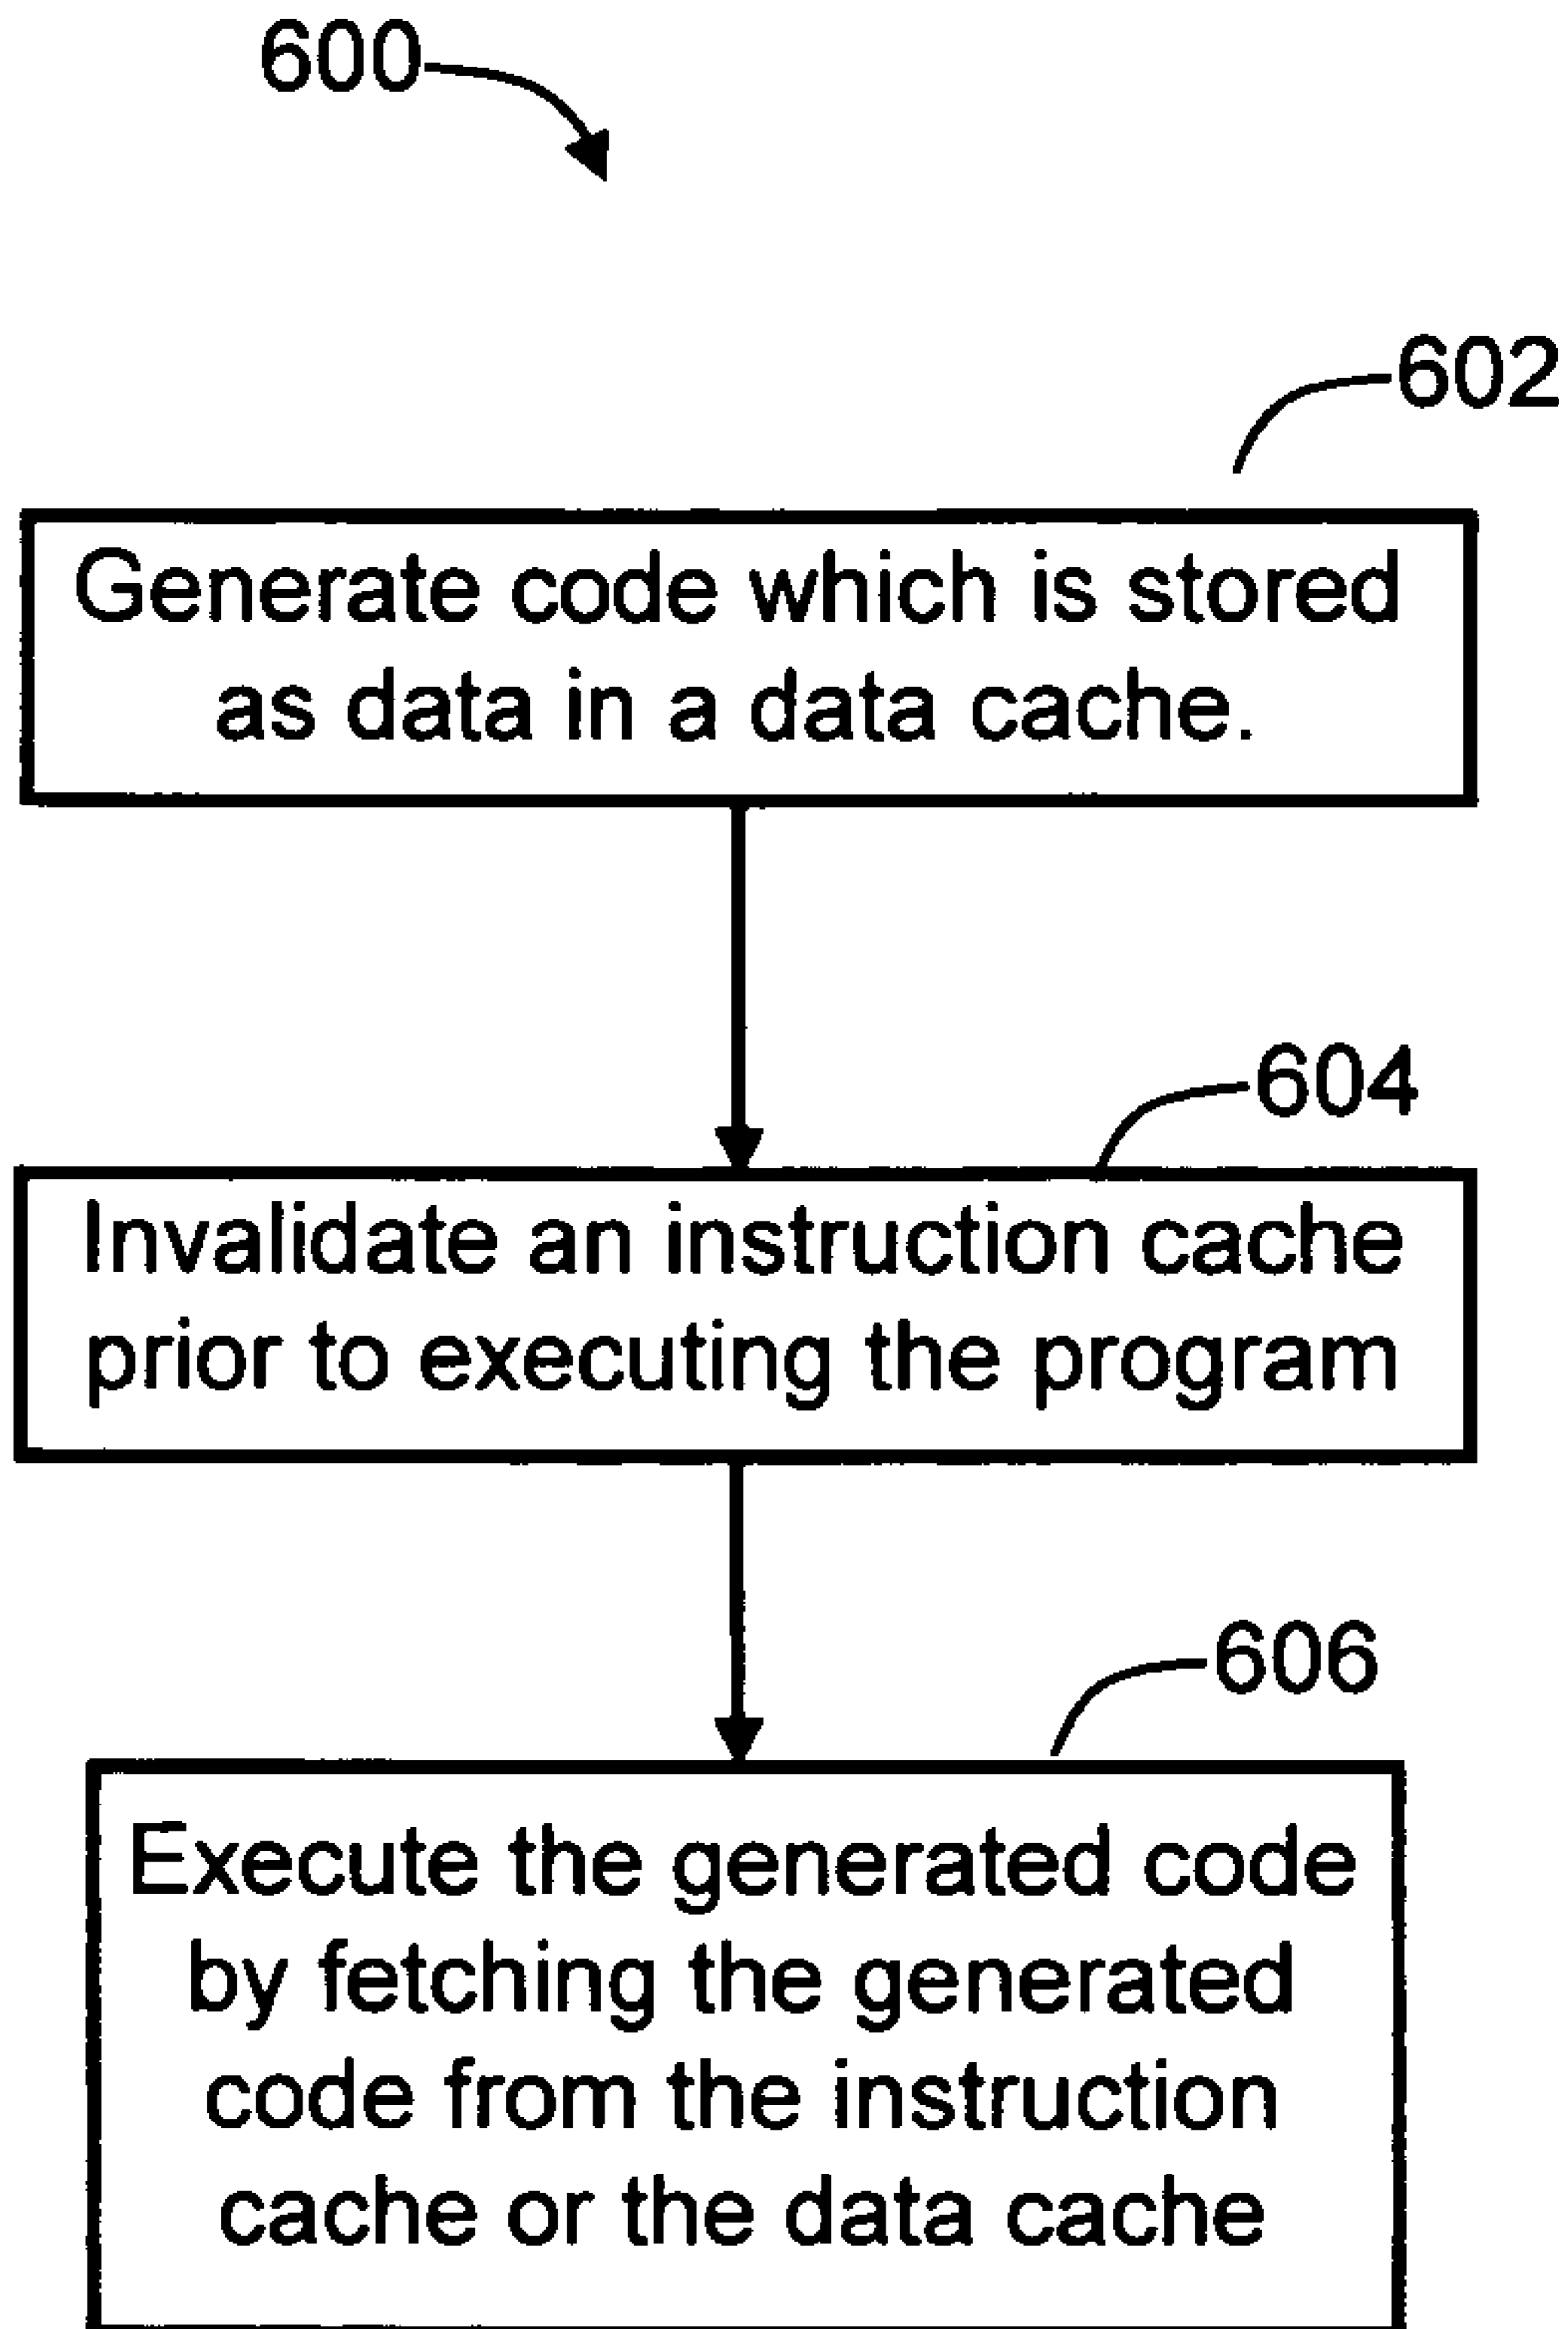 600
602
Generate code which is stored
as data in a data cache.
604
Invalidate an instruction cache
prior to executing the program
606
Execute the generated code
by fetching the generated
code from the instruction
cache or the data cache